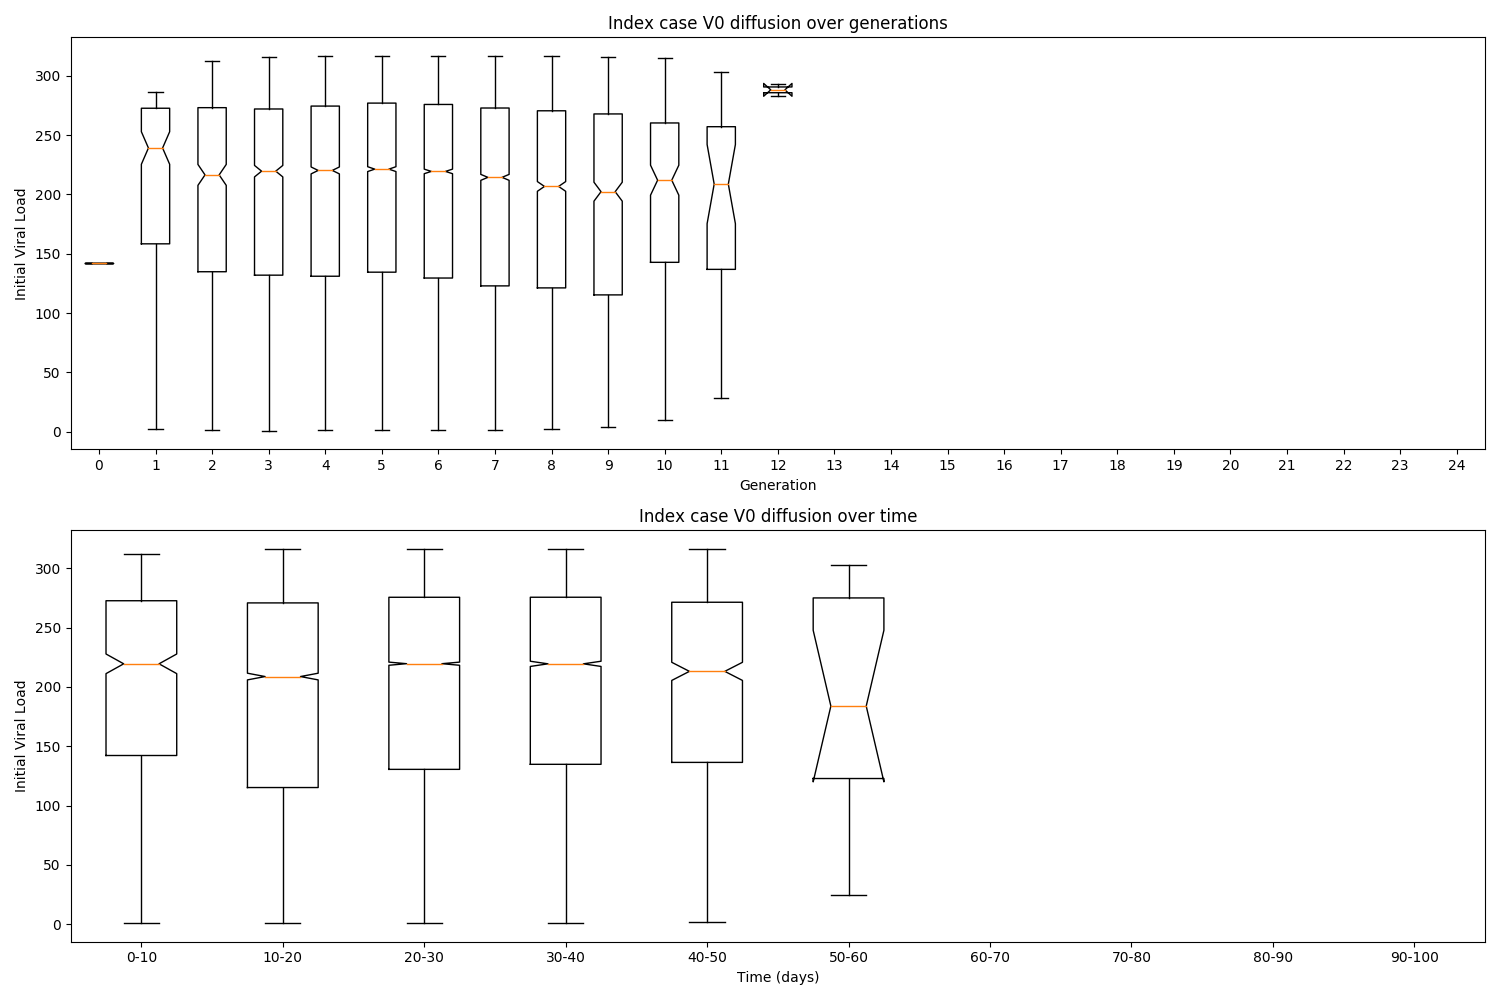 Index case V0 diffusion over generations
Initial Viral Load
300
250
200
150
100
50
0
0 1 2 3 4 5 6 7 8 9 10 11 12 13 14 15 16 17 18 19 20 21 22 23 24
Generation
Index case V0 diffusion over time
Initial Viral Load
300
250
200
150
100
50
0
0-10 10-20 20-30 30-40 40-50 50-60 60-70 70-80 80-90 90-100
Time (days)